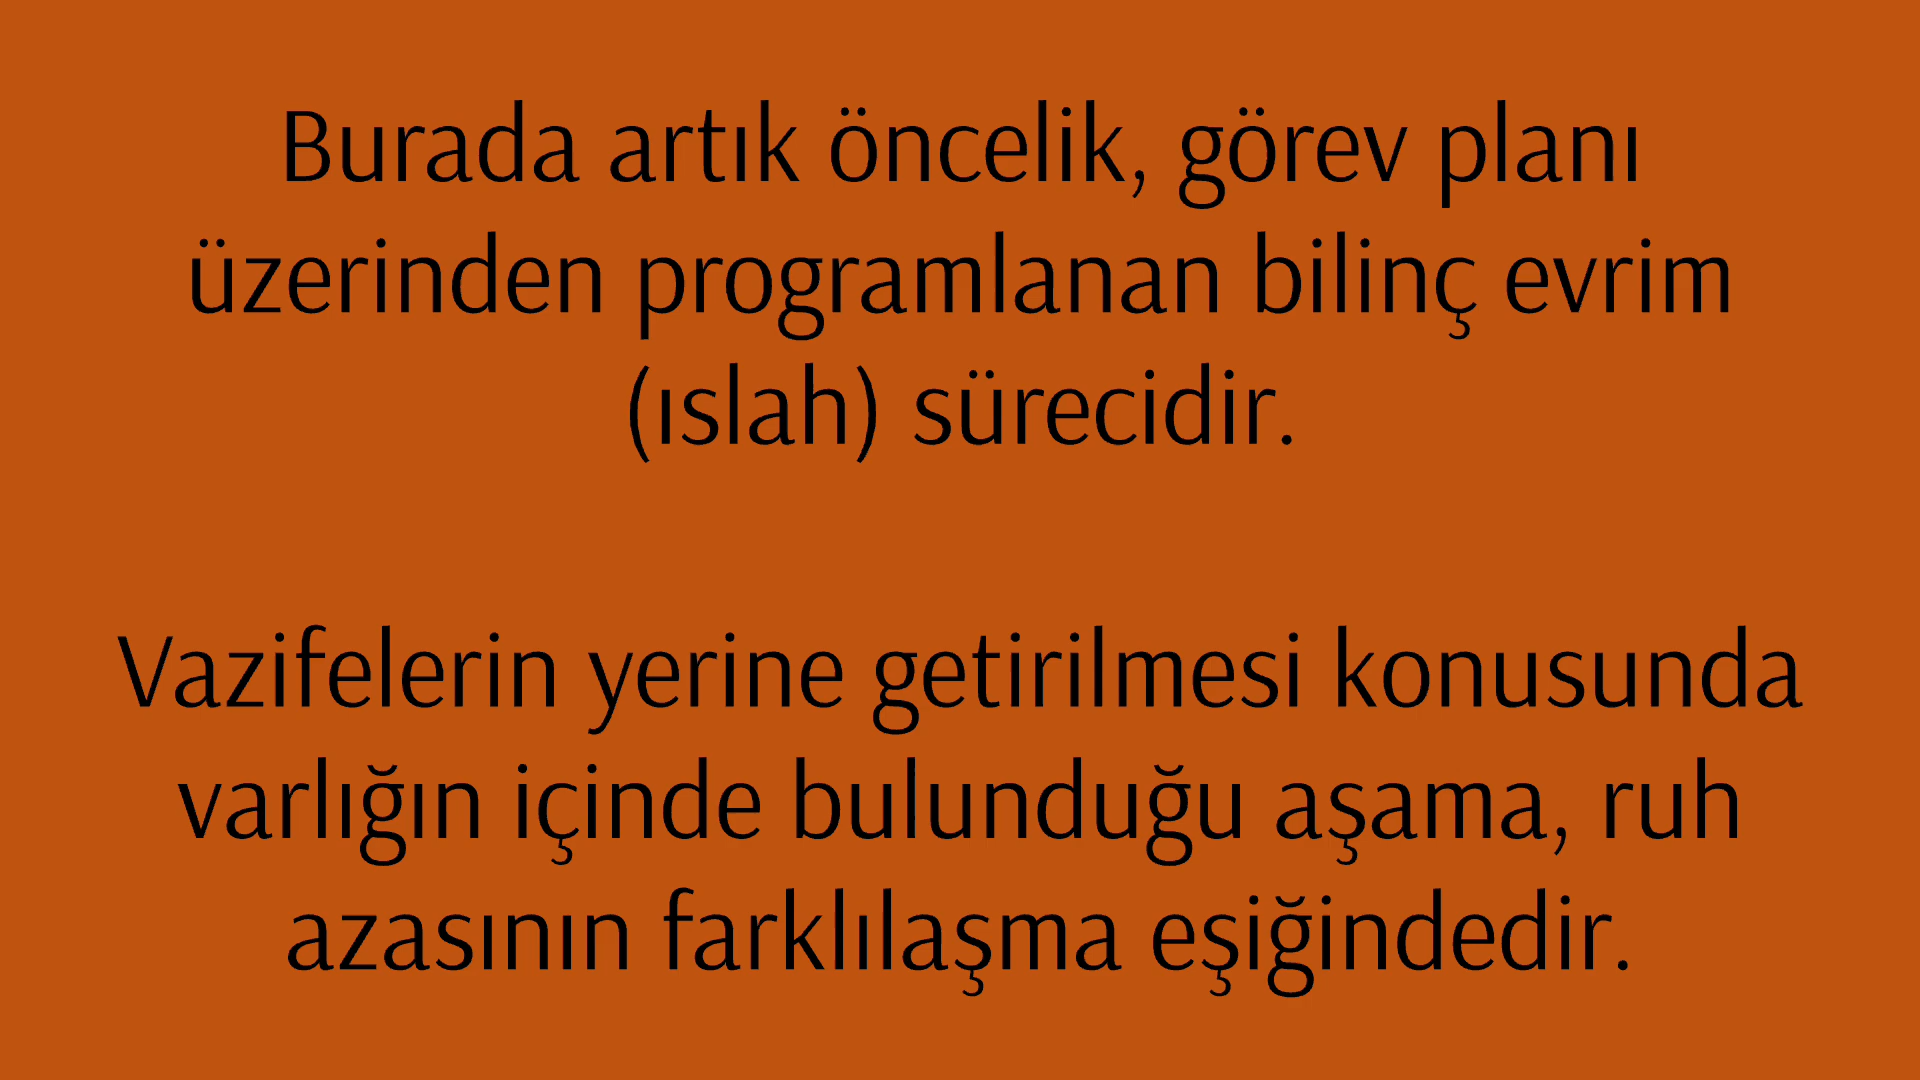 Burada artık öncelik, görev planı
üzerinden programlanan bilinç evrim
(ıslah) sürecidir.
Vazifelerin yerine getirilmesi konusunda
varlığın içinde bulunduğu aşama, ruh
azasının farklılaşma eşiğindedir.